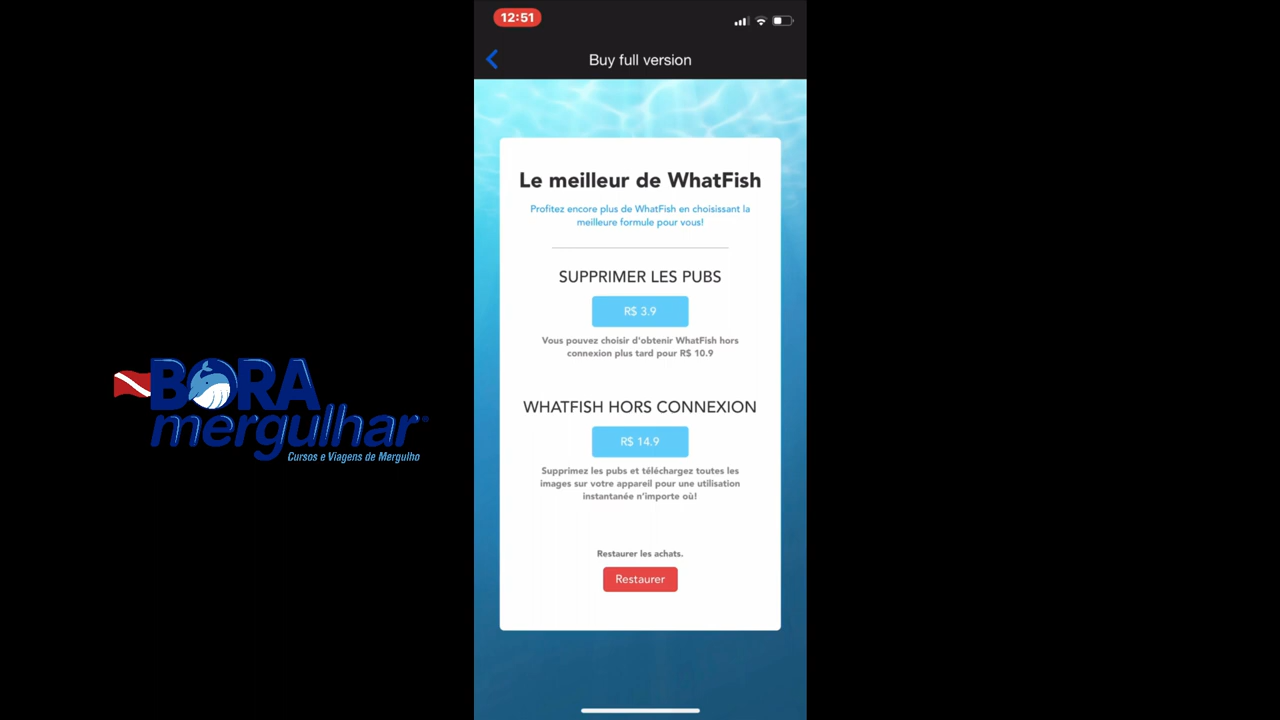 12:51
Buy full version
Le meilleur de WhatFish
Profitez encore plus de WhatFish en choisissant la
meilleure formule pour vous!
SUPPRIMER LES PUBS
R$ 3.9
Vous pouvez choisir d'obtenir WhatFish hors
connexion plus tard pour R$ 10.9
WHATFISH HORS CONNEXION
R$ 14.9
Supprimez les pubs et téléchargez toutes les
images sur votre appareil pour une utilisation
instantanée n'importe où!
Restaurer les achats.
Restaurer
BORA
mergulhar
Cursos e Viagens de Mergulho